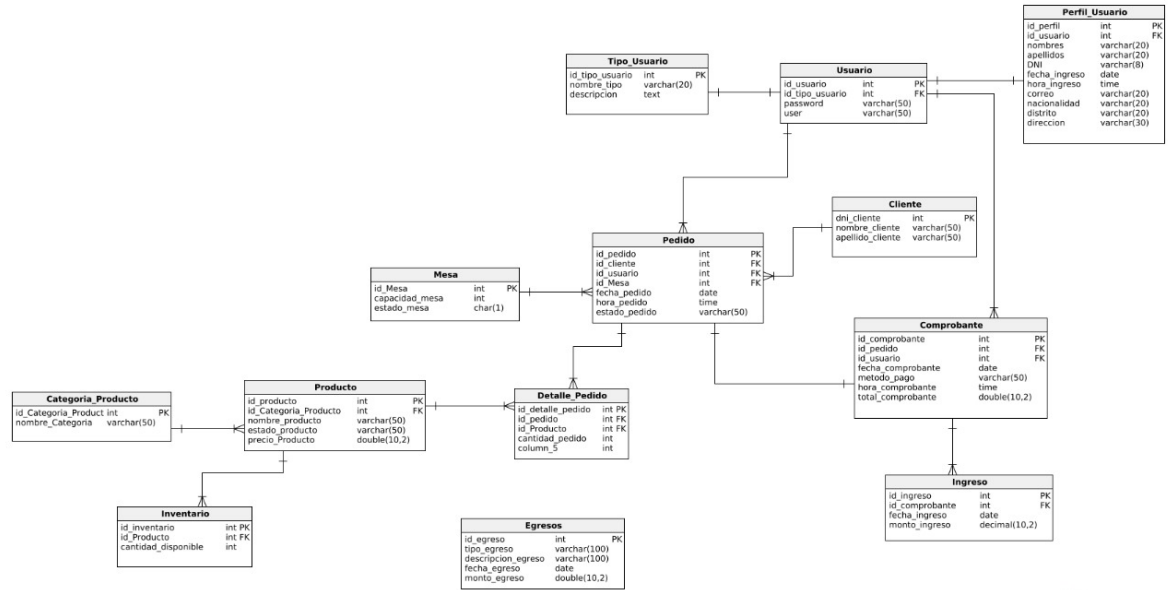 Perfil_Usuario
id_perfil int PK
id_usuario int FK
nombres varchar(20)
apellidos varchar(20)
DNI varchar(8)
fecha_ingreso date
hora_ingreso time
correo varchar(20)
nacionalidad varchar(20)
distrito varchar(20)
direccion varchar(30)
Tipo_Usuario
id_tipo_usuario int PK
nombre_tipo varchar(20)
descripcion text
Usuario
id_usuario int PK
id_tipo_usuario int FK
password varchar(50)
user varchar(50)
Cliente
dni_cliente int PK
nombre_cliente varchar(50)
apellido_cliente varchar(50)
Pedido
id_pedido int PK
id_cliente int FK
id_usuario int FK
id_Mesa int FK
fecha_pedido date
hora_pedido time
estado_pedido varchar(50)
Mesa
id_Mesa int PK
capacidad_mesa int
estado_mesa char(1)
Comprobante
id_comprobante int PK
id_pedido int FK
id_usuario int FK
fecha_comprobante date
metodo_pago varchar(50)
hora_comprobante time
total_comprobante double(10,2)
Categoria_Producto
id_Categoria_Product int PK
nombre_Categoria varchar(50)
Producto
id_producto int PK
id_Categoria_Producto int FK
nombre_producto varchar(50)
estado_producto varchar(50)
precio_Producto double(10,2)
Detalle_Pedido
id_detalle_pedido int PK
id_pedido int FK
id_Producto int FK
cantidad_pedido int
column_5 int
Inventario
id_inventario int PK
id_Producto int FK
cantidad_disponible int
Egresos
id_egreso int PK
tipo_egreso varchar(100)
descripcion_egreso varchar(100)
fecha_egreso date
monto_egreso double(10,2)
Ingreso
id_ingreso int PK
id_comprobante int FK
fecha_ingreso date
monto_ingreso decimal(10,2)